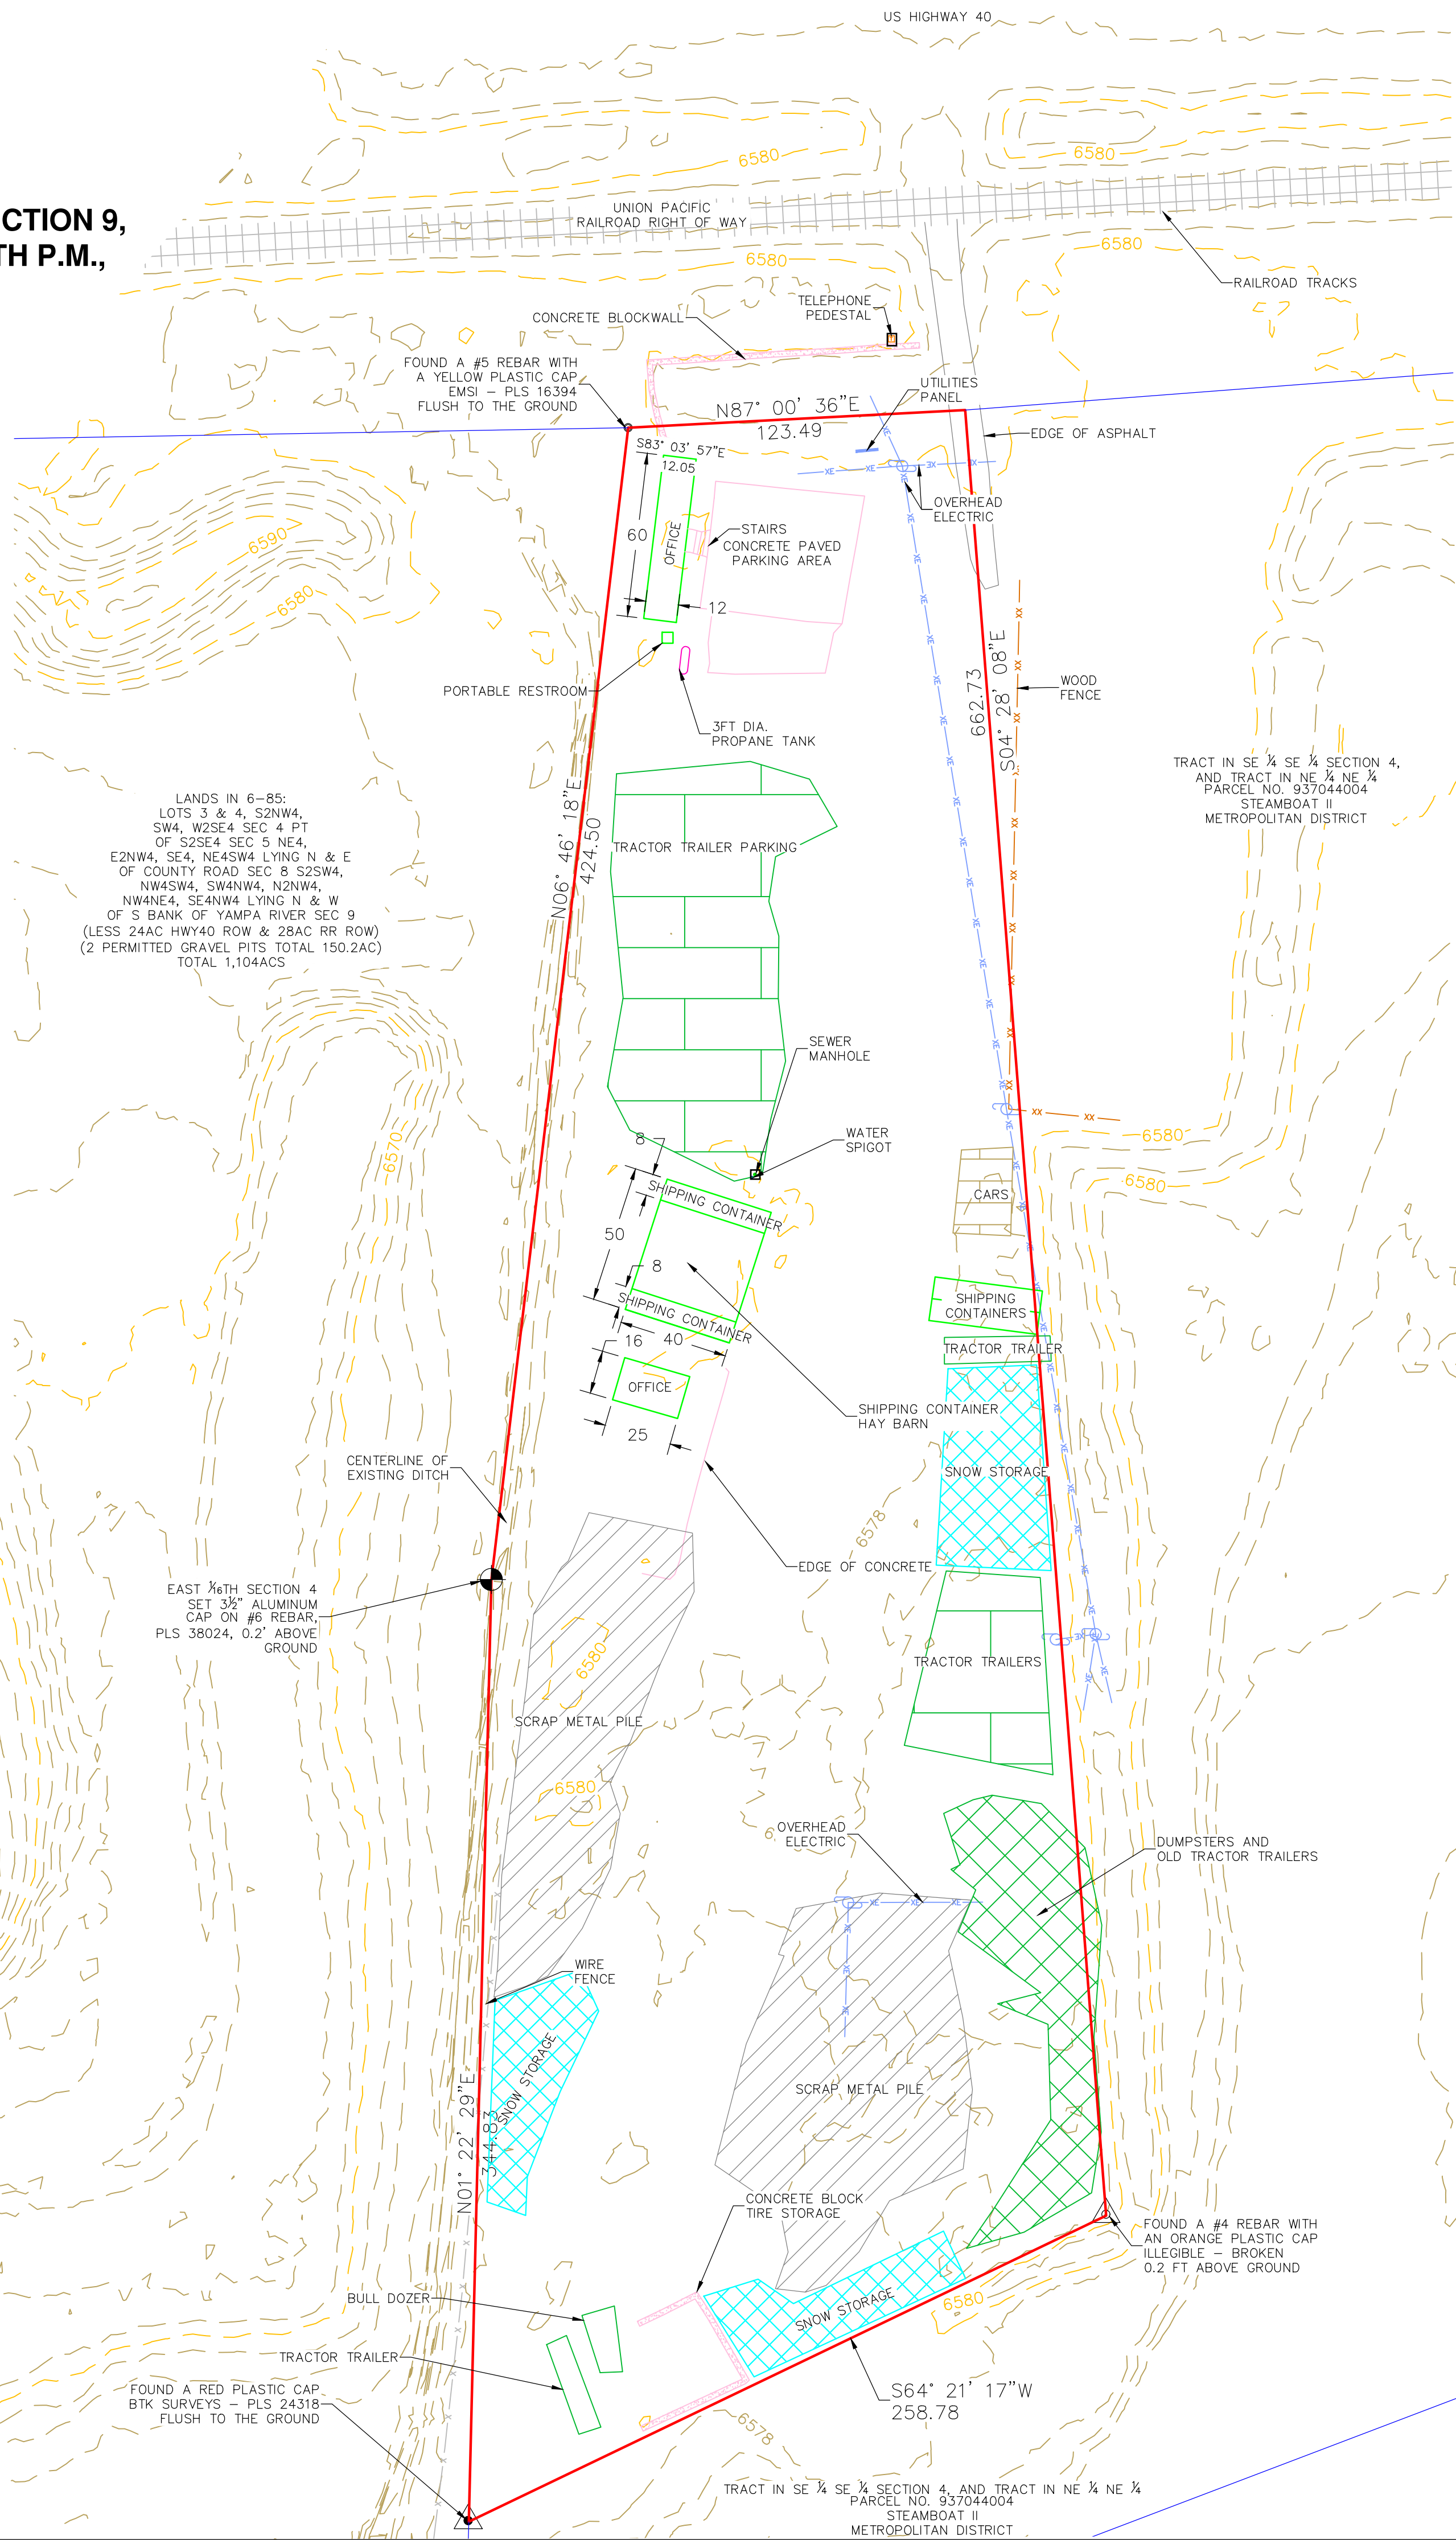 US HIGHWAY 40
6580
6580
CTION 9,
TH P.M.,
UNION PACIFIC
RAILROAD RIGHT OF WAY
6580
6580
RAILROAD TRACKS
TELEPHONE
PEDESTAL
CONCRETE BLOCKWALL
FOUND A #5 REBAR WITH
A YELLOW PLASTIC CAP
EMSI – PLS 16394
FLUSH TO THE GROUND
UTILITIES
PANEL
N87° 00' 36"E
123.49
EDGE OF ASPHALT
S83° 03' 57"E
12.05
OVERHEAD
ELECTRIC
60
OFFICE
STAIRS
CONCRETE PAVED
PARKING AREA
6590
6580
12
PORTABLE RESTROOM
662.73
S04° 28' 08"E
WOOD
FENCE
3FT DIA.
PROPANE TANK
TRACT IN SE ¼ SE ¼ SECTION 4,
AND TRACT IN NE ¼ NE ¼
PARCEL NO. 937044004
STEAMBOAT II
METROPOLITAN DISTRICT
LANDS IN 6–85:
LOTS 3 & 4, S2NW4,
SW4, W2SE4 SEC 4 PT
OF S2SE4 SEC 5 NE4,
E2NW4, SE4, NE4SW4 LYING N & E
OF COUNTY ROAD SEC 8 S2SW4,
NW4SW4, SW4NW4, N2NW4,
NW4NE4, SE4NW4 LYING N & W
OF S BANK OF YAMPA RIVER SEC 9
(LESS 24AC HWY40 ROW & 28AC RR ROW)
(2 PERMITTED GRAVEL PITS TOTAL 150.2AC)
TOTAL 1,104ACS
N06° 46' 18"E
424.50
TRACTOR TRAILER PARKING
SEWER
MANHOLE
WATER
SPIGOT
6570
6580
6580
8
SHIPPING CONTAINER
50
8
SHIPPING CONTAINER
16
40
OFFICE
25
CARS
SHIPPING
CONTAINERS
TRACTOR TRAILER
SHIPPING CONTAINER
HAY BARN
SNOW STORAGE
CENTERLINE OF
EXISTING DITCH
6578
EDGE OF CONCRETE
EAST 1/16TH SECTION 4
SET 3½" ALUMINUM
CAP ON #6 REBAR,
PLS 38024, 0.2' ABOVE
GROUND
6580
TRACTOR TRAILERS
SCRAP METAL PILE
6580
OVERHEAD
ELECTRIC
DUMPSTERS AND
OLD TRACTOR TRAILERS
WIRE
FENCE
SNOW STORAGE
N01° 22' 29"E
344.83
SCRAP METAL PILE
CONCRETE BLOCK
TIRE STORAGE
FOUND A #4 REBAR WITH
AN ORANGE PLASTIC CAP
ILLEGIBLE – BROKEN
0.2 FT ABOVE GROUND
BULL DOZER
SNOW STORAGE
6580
TRACTOR TRAILER
FOUND A RED PLASTIC CAP
BTK SURVEYS – PLS 24318
FLUSH TO THE GROUND
S64° 21' 17"W
258.78
6578
TRACT IN SE ¼ SE ¼ SECTION 4, AND TRACT IN NE ¼ NE ¼
PARCEL NO. 937044004
STEAMBOAT II
METROPOLITAN DISTRICT